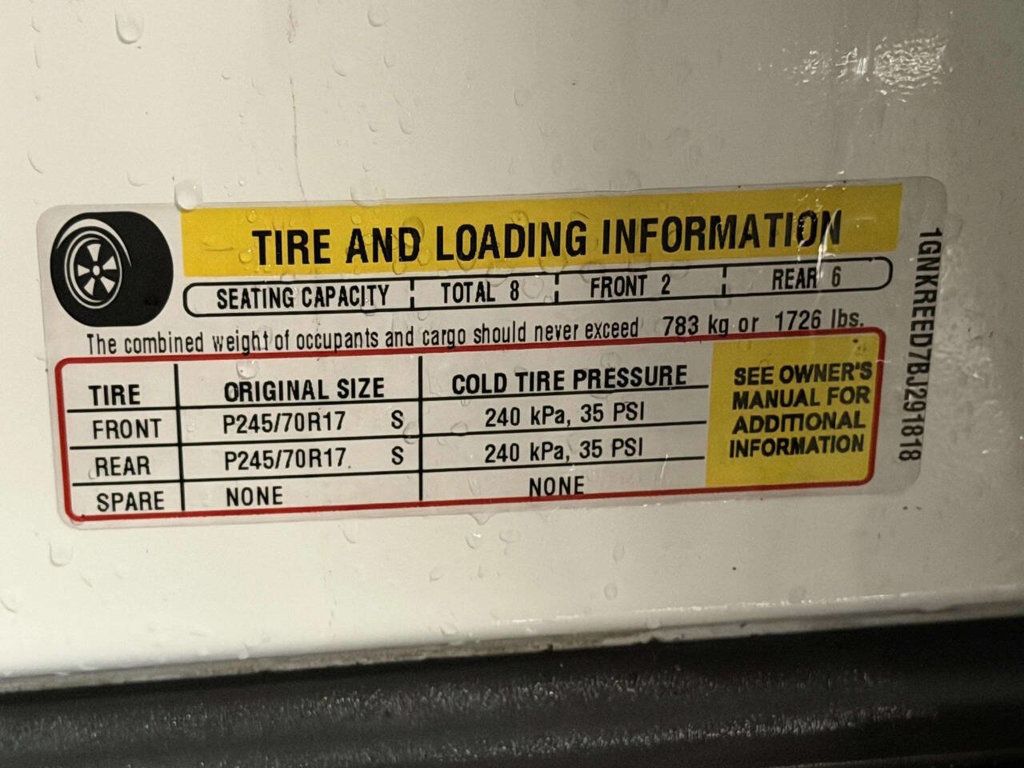 TIRE AND LOADING INFORMATION
SEATING CAPACITY TOTAL 8 FRONT 2 REAR 6
The combined weight of occupants and cargo should never exceed 783 kg or 1726 lbs.
TIRE ORIGINAL SIZE COLD TIRE PRESSURE
FRONT P245/70R17 S 240 kPa, 35 PSI
REAR P245/70R17 S 240 kPa, 35 PSI
SPARE NONE NONE
SEE OWNER'S
MANUAL FOR
ADDITIONAL
INFORMATION
1GNKREED7BJ291818